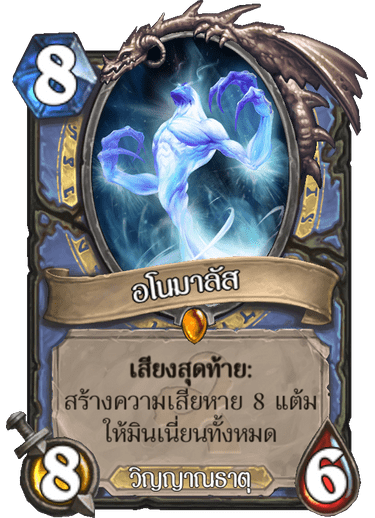 8
อโนมาลัส
เสียงสุดท้าย:
สร้างความเสียหาย 8 แต้ม
ให้มินเนี่ยนทั้งหมด
8
วิญญาณธาตุ
6